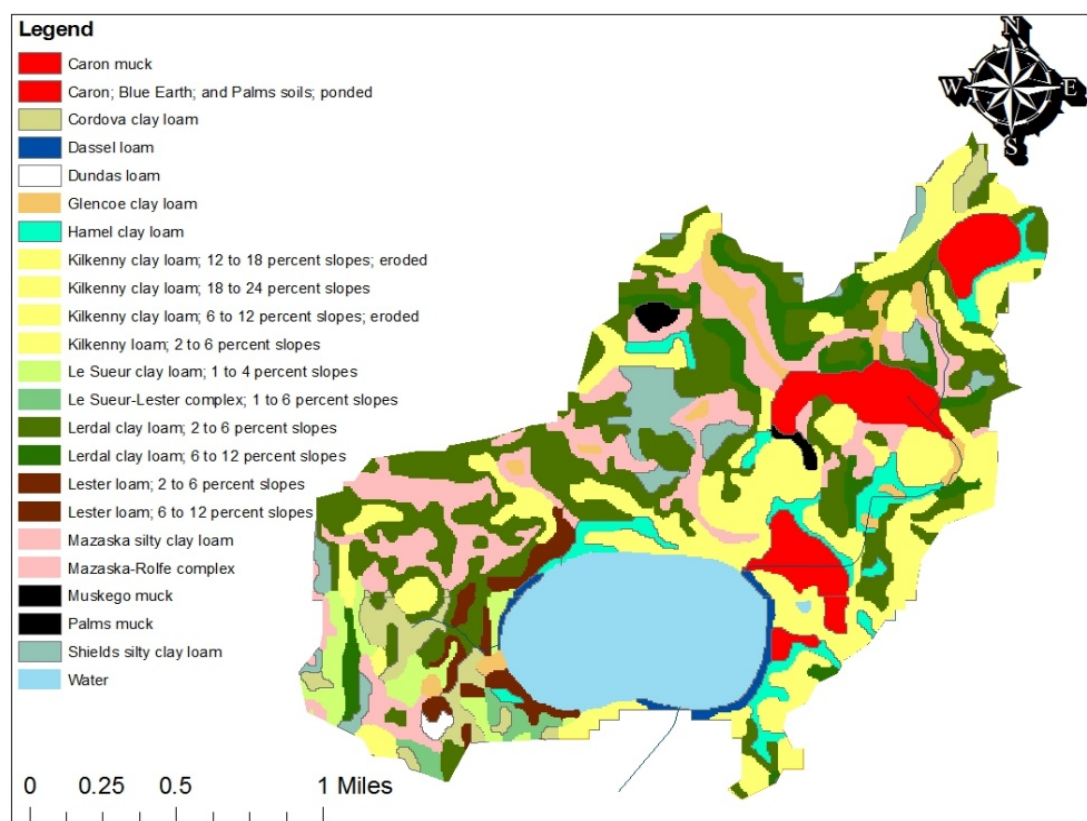 Legend
Caron muck
Caron; Blue Earth; and Palms soils; ponded
Cordova clay loam
Dassel loam
Dundas loam
Glencoe clay loam
Hamel clay loam
Kilkenny clay loam; 12 to 18 percent slopes; eroded
Kilkenny clay loam; 18 to 24 percent slopes
Kilkenny clay loam; 6 to 12 percent slopes; eroded
Kilkenny loam; 2 to 6 percent slopes
Le Sueur clay loam; 1 to 4 percent slopes
Le Sueur-Lester complex; 1 to 6 percent slopes
Lerdal clay loam; 2 to 6 percent slopes
Lerdal clay loam; 6 to 12 percent slopes
Lester loam; 2 to 6 percent slopes
Lester loam; 6 to 12 percent slopes
Mazaska silty clay loam
Mazaska-Rolfe complex
Muskego muck
Palms muck
Shields silty clay loam
Water
N
W E
S
0 0.25 0.5 1 Miles